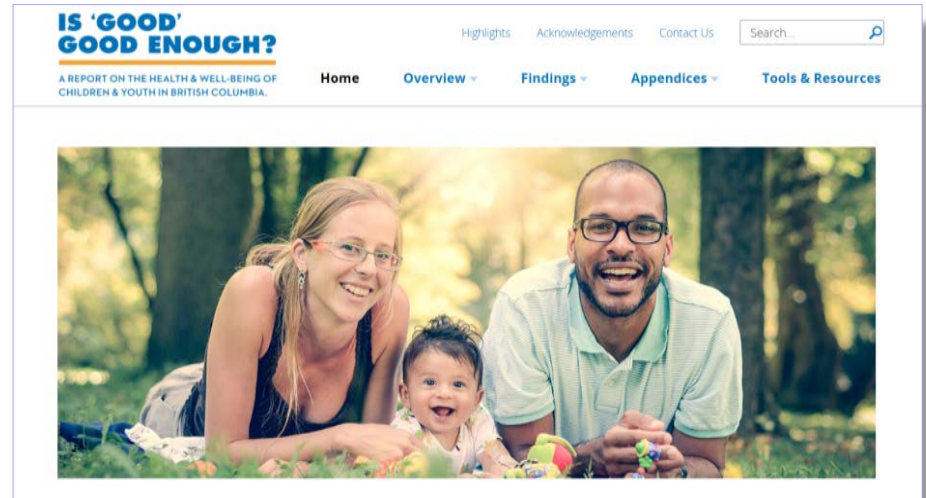 IS ‘GOOD’
GOOD ENOUGH?
A REPORT ON THE HEALTH & WELL-BEING OF
CHILDREN & YOUTH IN BRITISH COLUMBIA.
Highlights Acknowledgements Contact Us Search...
Home Overview Findings Appendices Tools & Resources